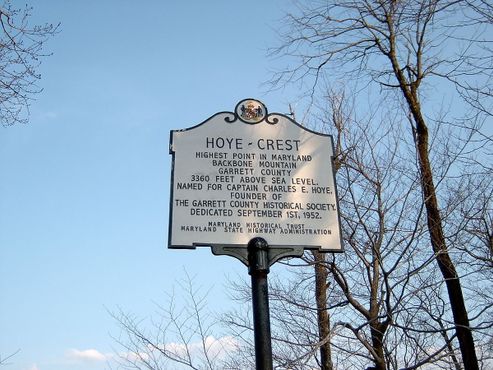 HOYE - CREST
HIGHEST POINT IN MARYLAND
BACKBONE MOUNTAIN
GARRETT COUNTY
3360 FEET ABOVE SEA LEVEL.
NAMED FOR CAPTAIN CHARLES E. HOYE,
FOUNDER OF
THE GARRETT COUNTY HISTORICAL SOCIETY.
DEDICATED SEPTEMBER 1ST, 1952.
MARYLAND HISTORICAL TRUST
MARYLAND STATE HIGHWAY ADMINISTRATION